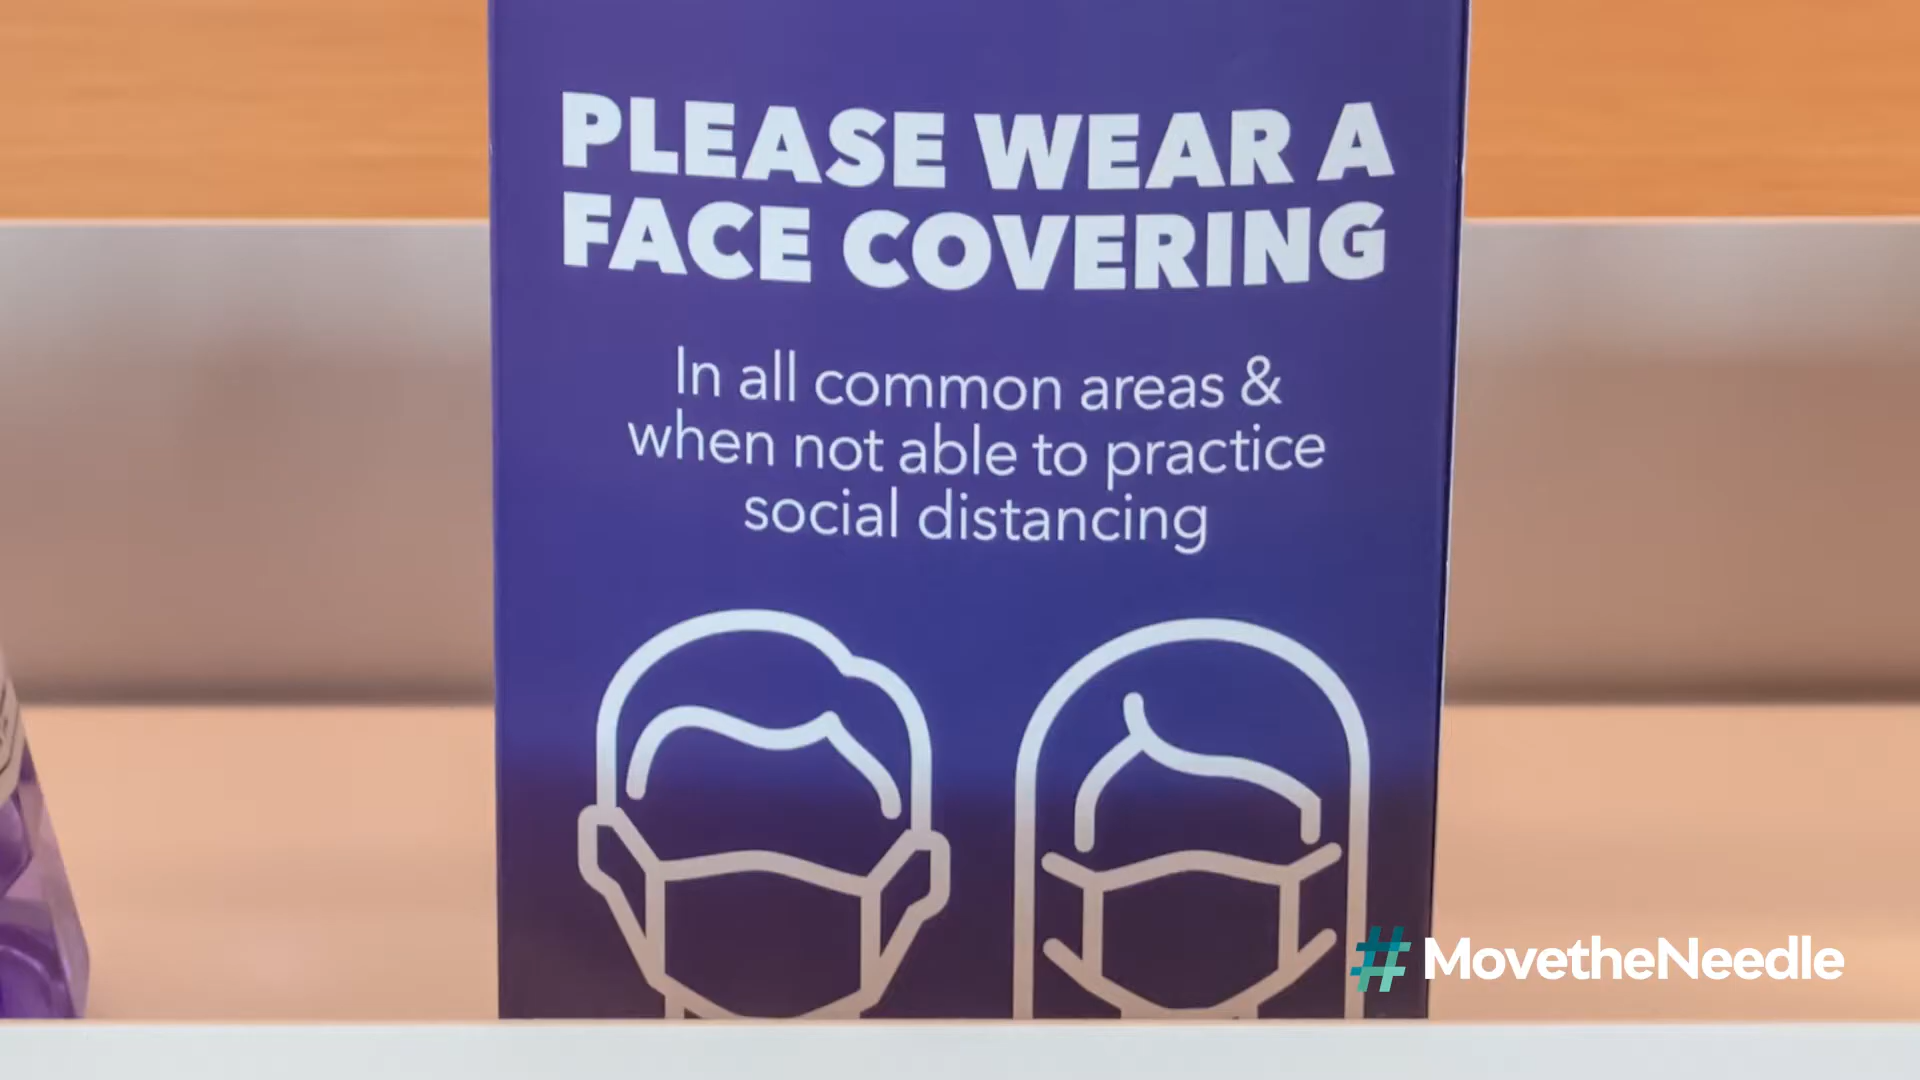 PLEASE WEAR A
FACE COVERING
In all common areas &
when not able to practice
social distancing
#MovetheNeedle